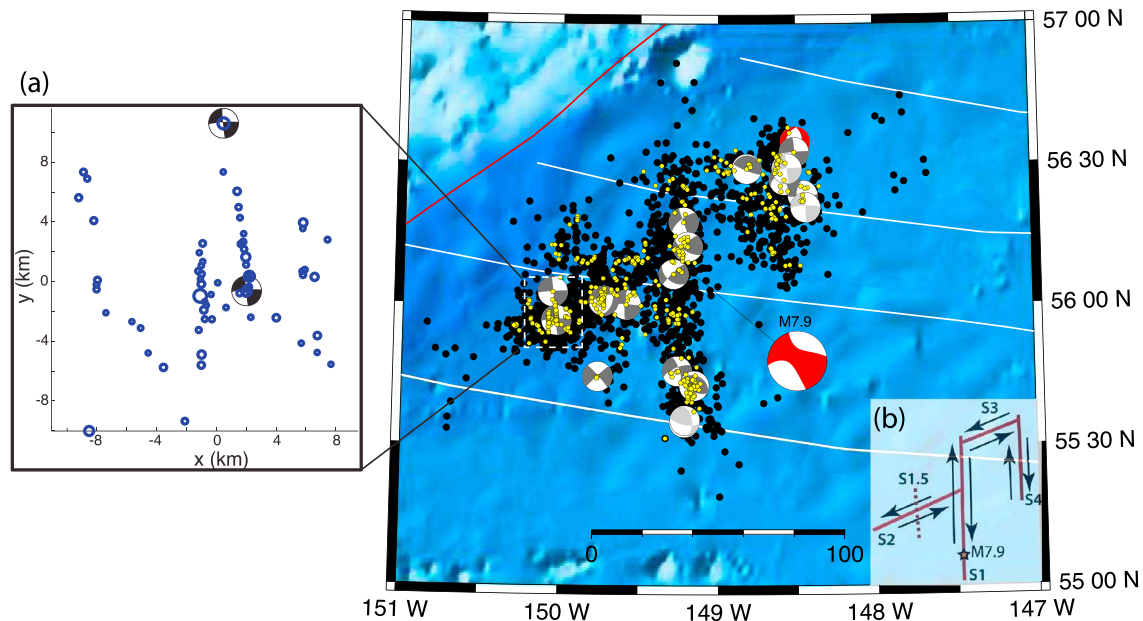 (a)
8
4
0
-4
-8
y (km)
-8 -4 0 4 8
x (km)
57 00 N
56 30 N
56 00 N
55 30 N
55 00 N
M7.9
0 100
(b)
S3
S1.5
S4
S2
M7.9
S1
151 W 150 W 149 W 148 W 147 W